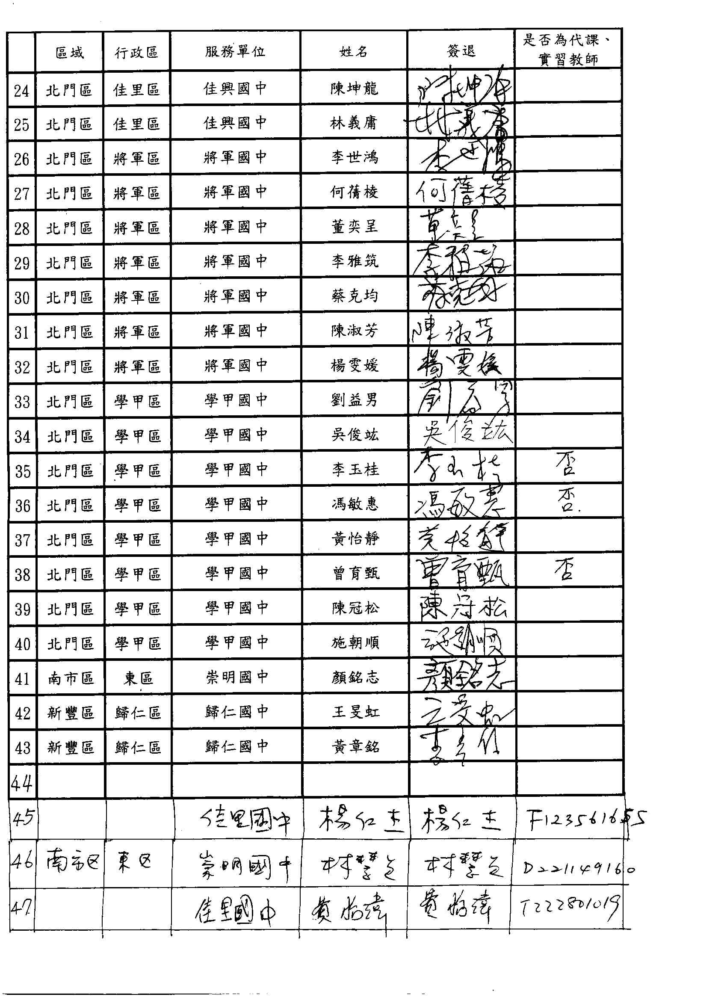 區域 行政區 服務單位 姓名 簽退 是否為代課、實習教師
24 北門區 佳里區 佳興國中 陳坤龍 陳坤龍
25 北門區 佳里區 佳興國中 林義庸 林義庸
26 北門區 將軍區 將軍國中 李世鴻 李世鴻
27 北門區 將軍區 將軍國中 何蒨棱 何蒨棱
28 北門區 將軍區 將軍國中 董奕呈 董奕呈
29 北門區 將軍區 將軍國中 李雅筑 李雅筑
30 北門區 將軍區 將軍國中 蔡克均 蔡克均
31 北門區 將軍區 將軍國中 陳淑芳 陳淑芳
32 北門區 將軍區 將軍國中 楊雯媛 楊雯媛
33 北門區 學甲區 學甲國中 劉益男 劉益男
34 北門區 學甲區 學甲國中 吳俊竑 吳俊竑
35 北門區 學甲區 學甲國中 李玉桂 李玉桂 否
36 北門區 學甲區 學甲國中 馮敏惠 馮敏惠 否.
37 北門區 學甲區 學甲國中 黃怡靜 黃怡靜
38 北門區 學甲區 學甲國中 曾育甄 曾育甄 否
39 北門區 學甲區 學甲國中 陳冠松 陳冠松
40 北門區 學甲區 學甲國中 施朝順 施朝順
41 南市區 東區 崇明國中 顏銘志 顏銘志
42 新豐區 歸仁區 歸仁國中 王旻虹 王旻虹
43 新豐區 歸仁區 歸仁國中 黃章銘
44
45 佳里國中 楊仁杰 楊仁杰 F123561655
46 南市区 東区 崇明國中 林慧 林慧 D221149160
47 佳里國中 黃怡諱 黃怡諱 T222801019